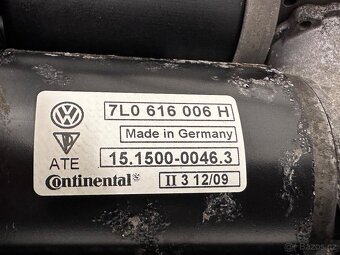 7L0 616 006 H
Made in Germany
ATE
15.1500-0046.3
Continental
II 3 12/09